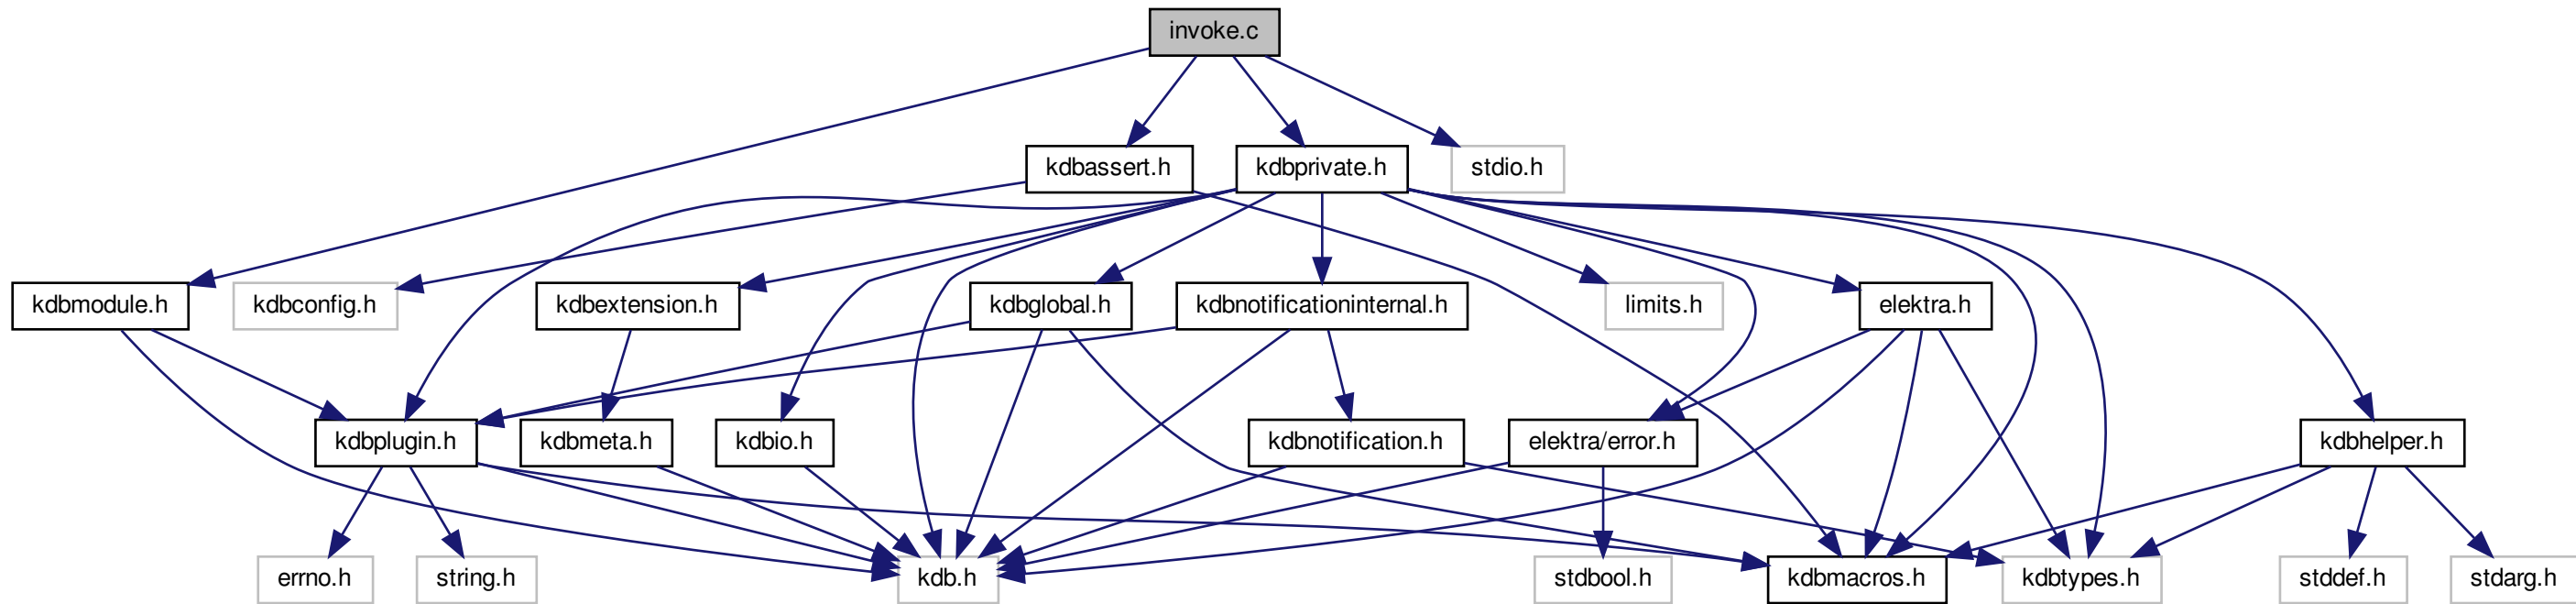 invoke.c
kdbassert.h
kdbprivate.h
stdio.h
kdbmodule.h
kdbconfig.h
kdbextension.h
kdbglobal.h
kdbnotificationinternal.h
limits.h
elektra.h
kdbplugin.h
kdbmeta.h
kdbio.h
kdbnotification.h
elektra/error.h
kdbhelper.h
errno.h
string.h
kdb.h
stdbool.h
kdbmacros.h
kdbtypes.h
stddef.h
stdarg.h